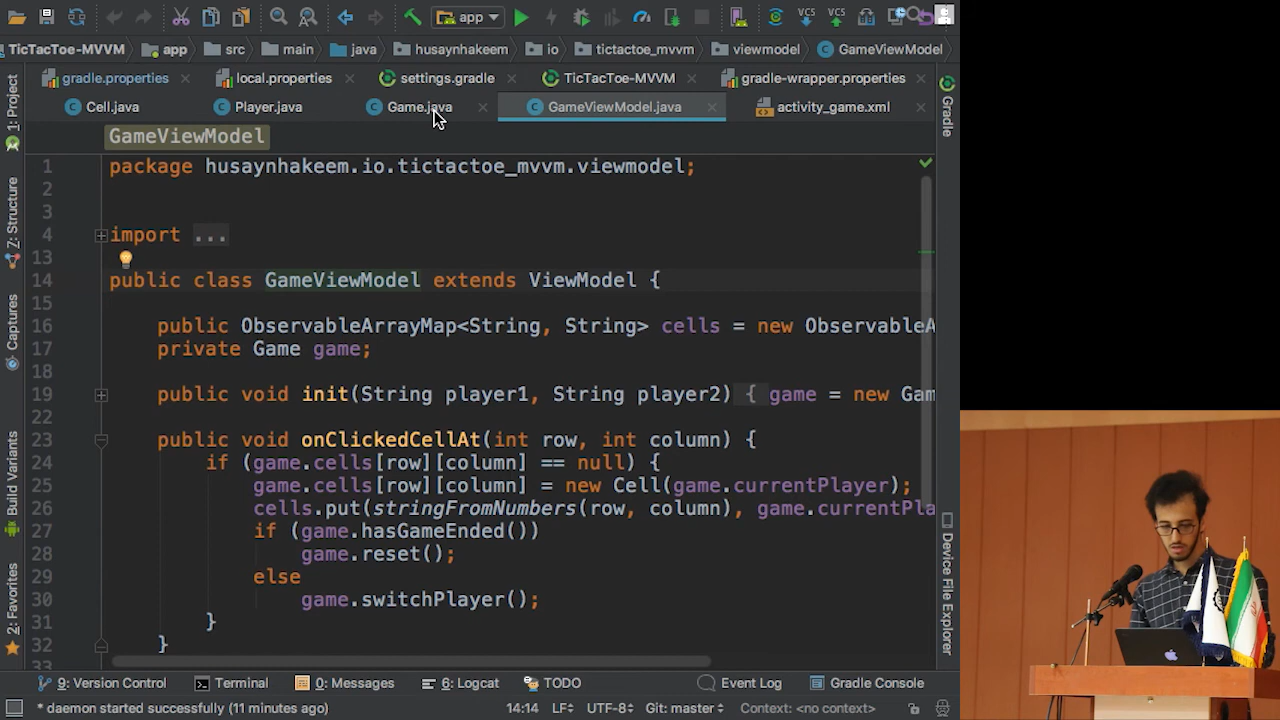 app
VCS VCS
TicTacToe-MVVM app src main java husaynhakeem io tictactoe_mvvm viewmodel GameViewModel
gradle.properties local.properties settings.gradle TicTacToe-MVVM gradle-wrapper.properties
Cell.java Player.java Game.java GameViewModel.java activity_game.xml
GameViewModel
1 package husaynhakeem.io.tictactoe_mvvm.viewmodel;
2
3
4 import ...
13
14 public class GameViewModel extends ViewModel {
15
16 public ObservableArrayMap<String, String> cells = new ObservableA
17 private Game game;
18
19 public void init(String player1, String player2) { game = new Gam
22
23 public void onClickedCellAt(int row, int column) {
24 if (game.cells[row][column] == null) {
25 game.cells[row][column] = new Cell(game.currentPlayer);
26 cells.put(stringFromNumbers(row, column), game.currentPla
27 if (game.hasGameEnded())
28 game.reset();
29 else
30 game.switchPlayer();
31 }
32 }
33
1: Project
7: Structure
Captures
Build Variants
2: Favorites
Gradle
Device File Explorer
9: Version Control Terminal 0: Messages 6: Logcat TODO Event Log Gradle Console
* daemon started successfully (11 minutes ago) 14:14 LF÷ UTF-8÷ Git: master÷ Context: <no context>